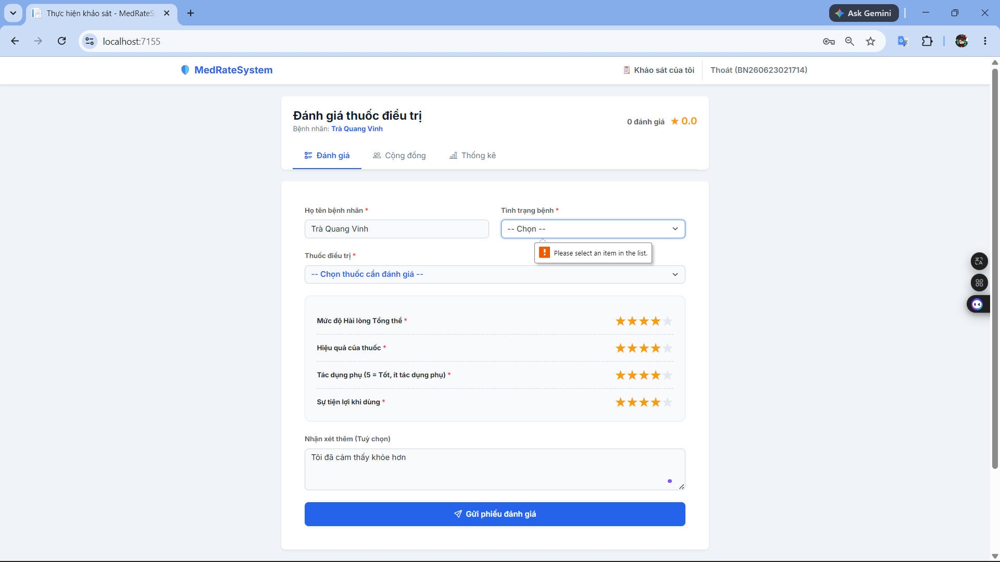 Thực hiện khảo sát - MedRateSy
Ask Gemini
localhost:7155
MedRateSystem
Khảo sát của tôi
Thoát (BN260623021714)
Đánh giá thuốc điều trị
Bệnh nhân: Trà Quang Vinh
0 đánh giá ★ 0.0
Đánh giá
Cộng đồng
Thống kê
Họ tên bệnh nhân *
Tình trạng bệnh *
Trà Quang Vinh
-- Chọn --
Please select an item in the list.
Thuốc điều trị *
-- Chọn thuốc cần đánh giá --
Mức độ Hài lòng Tổng thể *
Hiệu quả của thuốc *
Tác dụng phụ (5 = Tốt, ít tác dụng phụ) *
Sự tiện lợi khi dùng *
Nhận xét thêm (Tuỳ chọn)
Tôi đã cảm thấy khỏe hơn
Gửi phiếu đánh giá